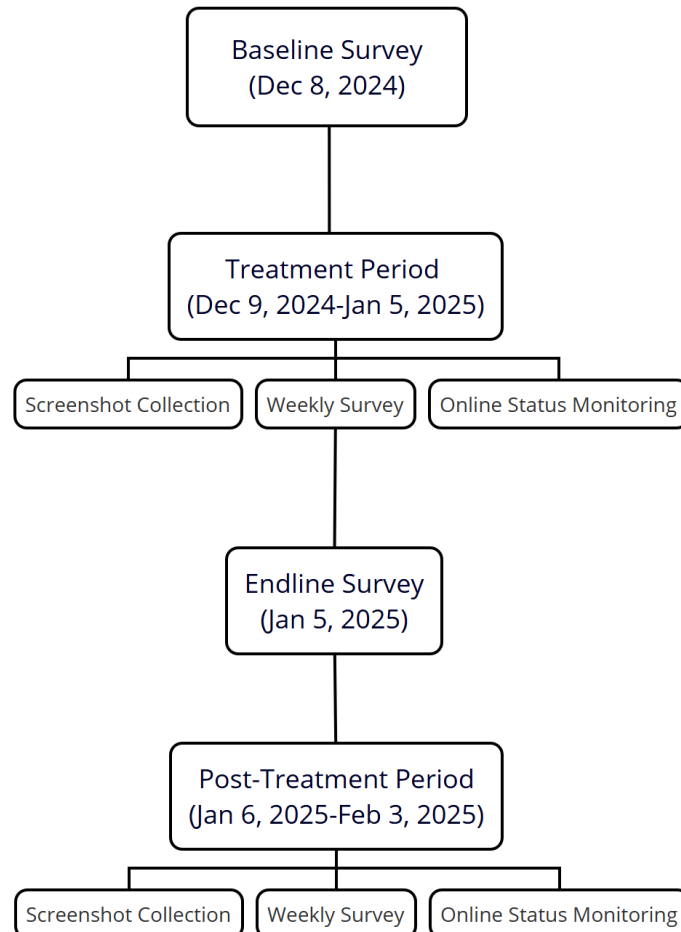 Baseline Survey
(Dec 8, 2024)
Treatment Period
(Dec 9, 2024-Jan 5, 2025)
Screenshot Collection
Weekly Survey
Online Status Monitoring
Endline Survey
(Jan 5, 2025)
Post-Treatment Period
(Jan 6, 2025-Feb 3, 2025)
Screenshot Collection
Weekly Survey
Online Status Monitoring